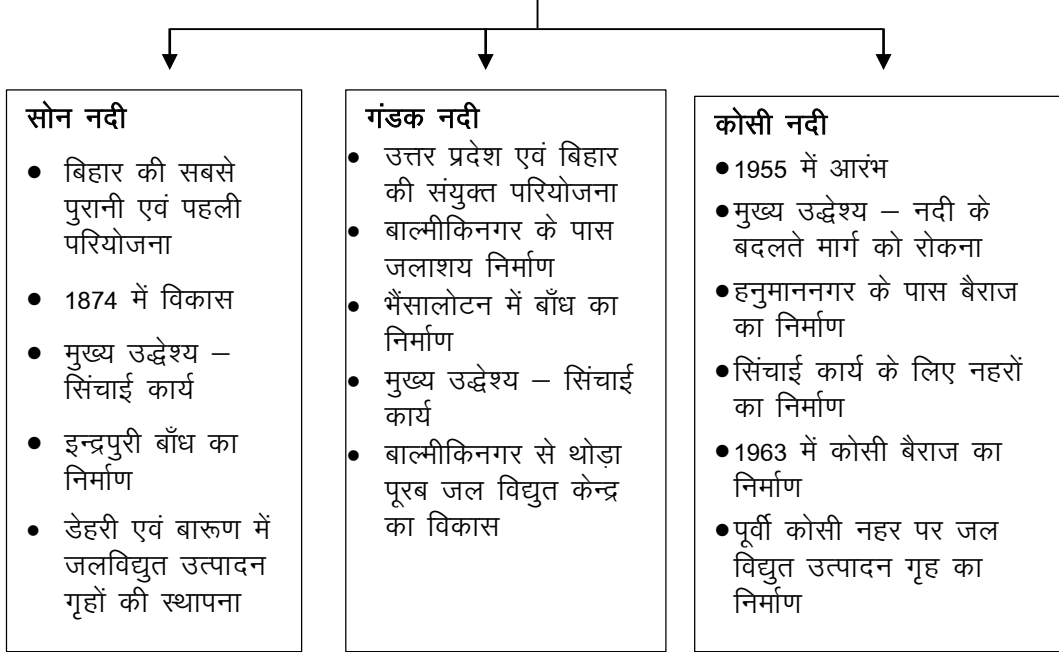 सोन नदी
● बिहार की सबसे
पुरानी एवं पहली
परियोजना
● 1874 में विकास
● मुख्य उद्धेश्य –
सिंचाई कार्य
● इन्द्रपुरी बाँध का
निर्माण
● डेहरी एवं बारूण में
जलविद्युत उत्पादन
गृहों की स्थापना
गंडक नदी
● उत्तर प्रदेश एवं बिहार
की संयुक्त परियोजना
● बाल्मीकिनगर के पास
जलाशय निर्माण
● भैंसालोटन में बाँध का
निर्माण
● मुख्य उद्धेश्य – सिंचाई
कार्य
● बाल्मीकिनगर से थोड़ा
पूरब जल विद्युत केन्द्र
का विकास
कोसी नदी
●1955 में आरंभ
●मुख्य उद्धेश्य – नदी के
बदलते मार्ग को रोकना
●हनुमाननगर के पास बैराज
का निर्माण
●सिंचाई कार्य के लिए नहरों
का निर्माण
●1963 में कोसी बैराज का
निर्माण
●पूर्वी कोसी नहर पर जल
विद्युत उत्पादन गृह का
निर्माण